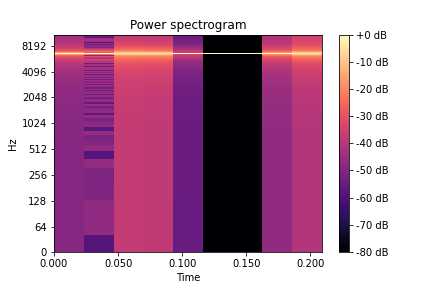 Power spectrogram
8192
4096
2048
1024
512
256
128
64
0
Hz
0.000 0.050 0.100 0.150 0.200
Time
+0 dB
-10 dB
-20 dB
-30 dB
-40 dB
-50 dB
-60 dB
-70 dB
-80 dB